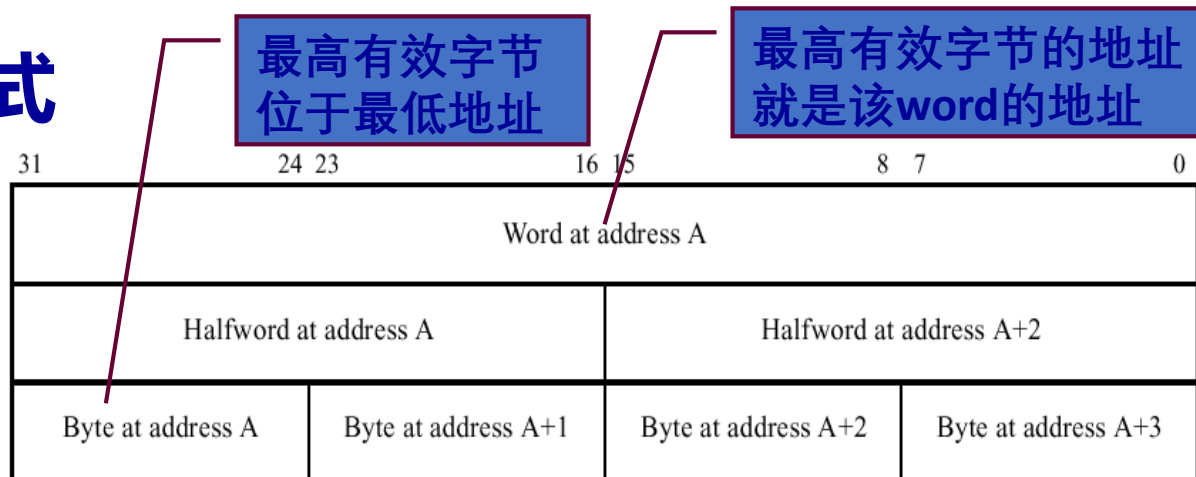 式
最高有效字节
位于最低地址
最高有效字节的地址
就是该word的地址
31 24 23 16 15 8 7 0
Word at address A
Halfword at address A Halfword at address A+2
Byte at address A Byte at address A+1 Byte at address A+2 Byte at address A+3